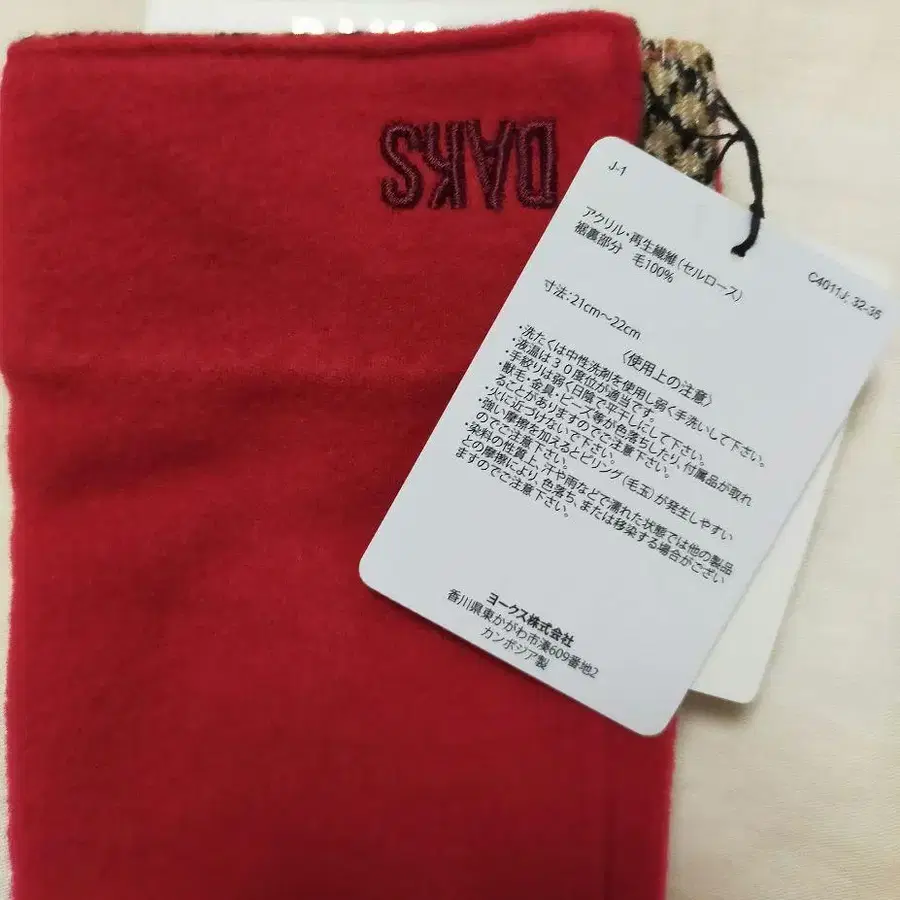 DAKS
DAKS
J-1
C4011J, 32-35
アクリル・再生繊維(セルロース)
裾裏部分 毛100%
寸法:21cm～22cm
〈使用上の注意〉
・洗たくは中性洗剤を使用し弱く手洗いして下さい。
・液温は30度位が適当です。
・手絞りは弱く日陰で平干しにして下さい。
・獣毛・金具・ビーズ等が色落ちしたり、付属品が取れ
ることがありますのでご注意下さい。
・火に近づけないで下さい。
・強い摩擦を加えるとピリング(毛玉)が発生しやすい
のでご注意下さい。
・染料の性質上、汗や雨などで濡れた状態では他の製品
との摩擦により、色落ち、または移染する場合がござい
ますのでご注意下さい。
ヨークス株式会社
香川県東かがわ市湊609番地2
カンボジア製